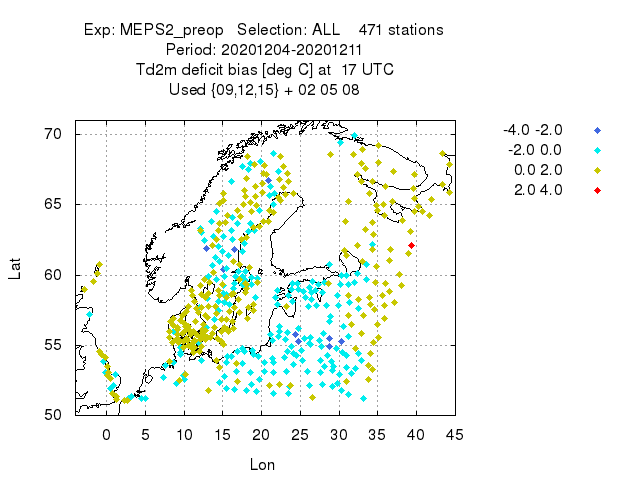 Exp: MEPS2_preop   Selection: ALL    471 stations
Period: 20201204-20201211
Td2m deficit bias [deg C] at  17 UTC
Used {09,12,15} + 02 05 08
-4.0 -2.0
-2.0 0.0
0.0 2.0
2.0 4.0
70
65
60
55
50
Lat
0 5 10 15 20 25 30 35 40 45
Lon